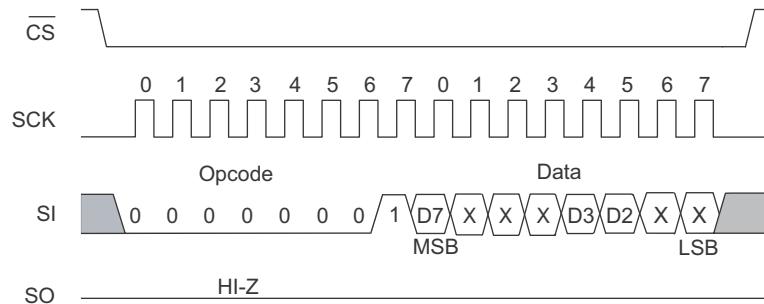 CS
SCK 0 1 2 3 4 5 6 7 0 1 2 3 4 5 6 7
Opcode Data
SI 0 0 0 0 0 0 0 1 D7 X X X D3 D2 X X
MSB LSB
SO HI-Z